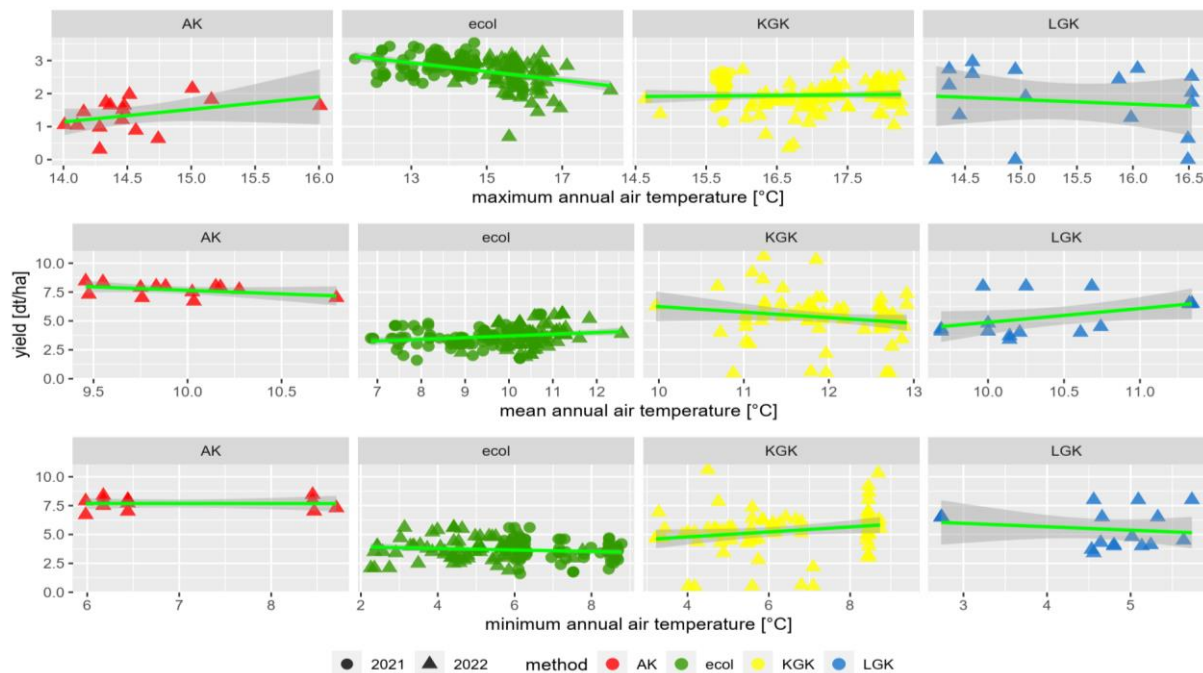 AK ecol KGK LGK
3
2
1
0
14.0 14.5 15.0 15.5 16.0 13 15 17 14.5 15.5 16.5 17.5 14.5 15.0 15.5 16.0 16.5
maximum annual air temperature [°C]
AK ecol KGK LGK
10.0
7.5
5.0
2.5
0.0
9.5 10.0 10.5 7 8 9 10 11 12 10 11 12 13 10.0 10.5 11.0
mean annual air temperature [°C]
yield [dt/ha]
AK ecol KGK LGK
10.0
7.5
5.0
2.5
0.0
6 7 8 2 4 6 8 4 6 8 3 4 5
minimum annual air temperature [°C]
2021 2022 method AK ecol KGK LGK